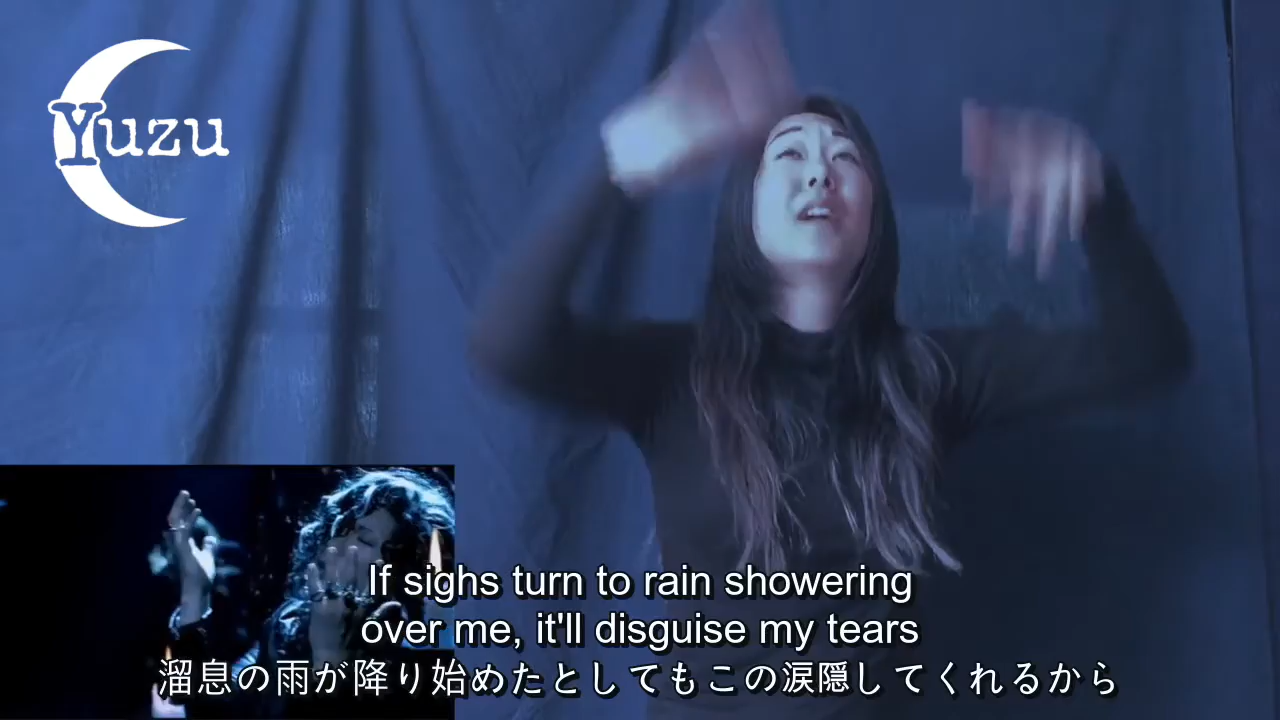 Yuzu
If sighs turn to rain showering
over me, it'll disguise my tears
溜息の雨が降り始めたとしてもこの涙隠してくれるから